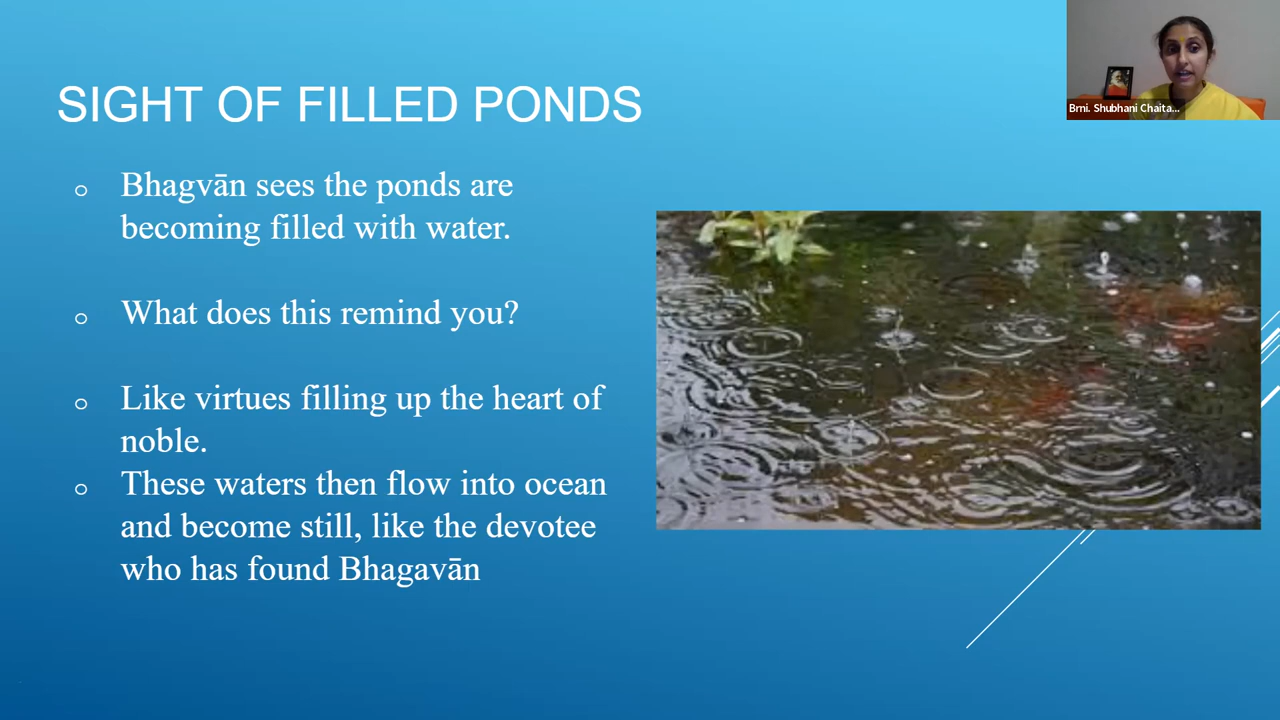 SIGHT OF FILLED PONDS
Bhagvān sees the ponds are
becoming filled with water.
What does this remind you?
Like virtues filling up the heart of
noble.
These waters then flow into ocean
and become still, like the devotee
who has found Bhagavān
Brni. Shubhani Chaita...